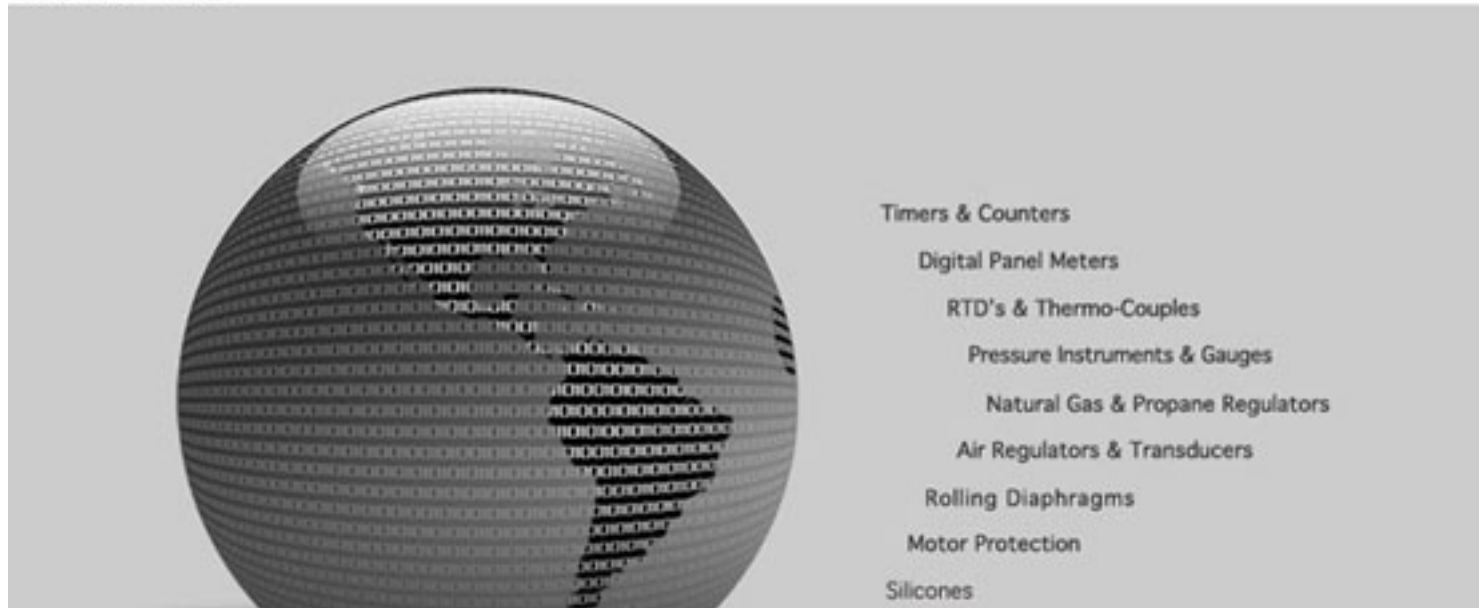 Timers & Counters
Digital Panel Meters
RTD's & Thermo-Couples
Pressure Instruments & Gauges
Natural Gas & Propane Regulators
Air Regulators & Transducers
Rolling Diaphragms
Motor Protection
Silicones